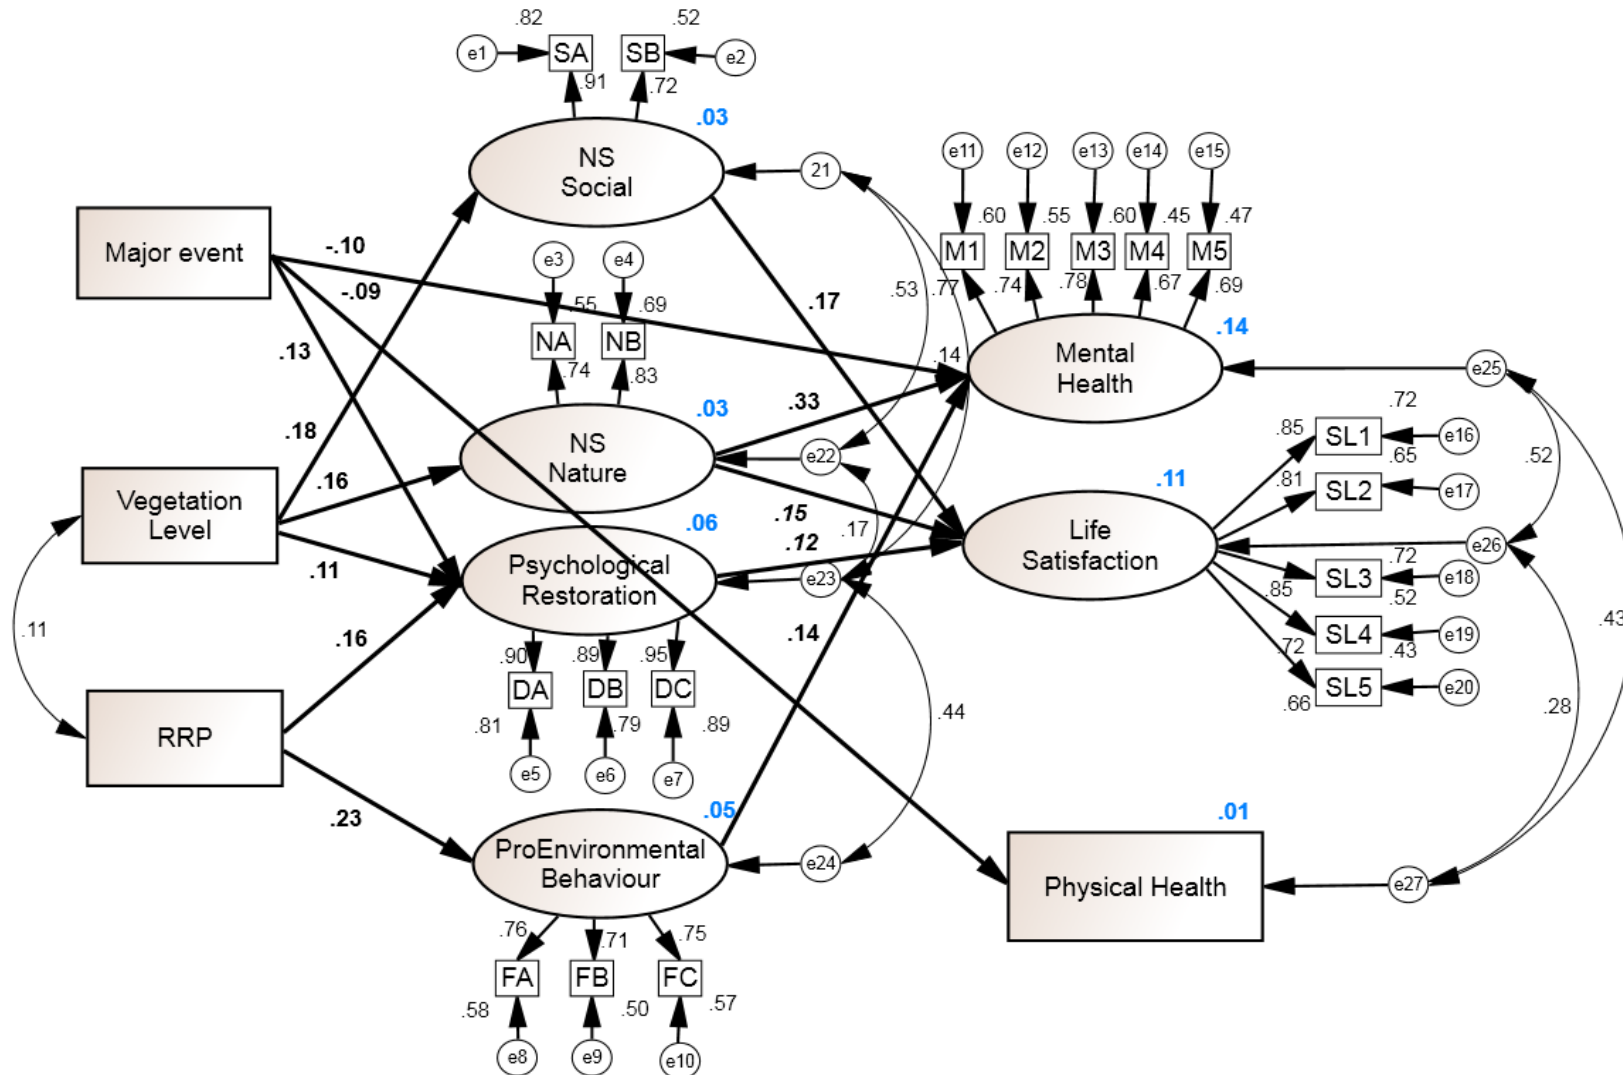 .82
.52
e1
SA
SB
e2
.91
.72
.03
NS
Social
21
e11
e12
e13
e14
e15
.60
.55
.60
.45
.47
M1
M2
M3
M4
M5
.77
.74
.78
.67
.69
.14
Mental
Health
e25
Major event
-.10
-.09
.13
e3
e4
.55
.69
NA
NB
.74
.83
.17
.53
.14
.03
.33
NS
Nature
e22
.18
.16
.15
.17
.12
Vegetation
Level
.11
.06
Psychological
Restoration
e23
.11
Life
Satisfaction
.72
.85
SL1
e16
.65
.81
SL2
e17
.52
e26
.72
.85
SL3
e18
.52
SL4
e19
.72
.43
SL5
e20
.66
.43
.28
.11
.16
.90
.89
.95
DA
DB
DC
.81
.79
.89
e5
e6
e7
.14
.44
RRP
.23
.05
ProEnvironmental
Behaviour
e24
.01
Physical Health
e27
.76
.71
.75
FA
FB
FC
.58
.50
.57
e8
e9
e10